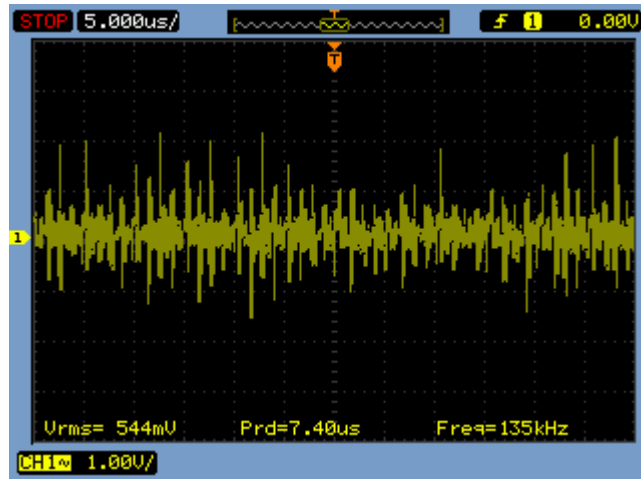 STOP 5.000us/ T f 1 0.00V
T
1
Vrms= 544mV Prd=7.40us Freq=135kHz
CH1~ 1.00V/